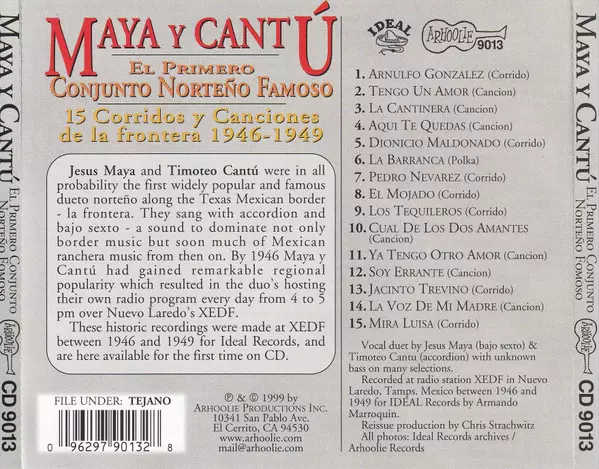 MAYA Y CANTÚ
EL PRIMERO CONJUNTO
NORTEÑO FOMOSO
ARHOOLIE
CD 9013
MAYA Y CANTÚ
EL PRIMERO
CONJUNTO NORTEÑO FAMOSO
15 Corridos y Canciones
de la frontera 1946-1949
Jesus Maya and Timoteo Cantú were in all
probability the first widely popular and famous
dueto norteño along the Texas Mexican border
- la frontera. They sang with accordion and
bajo sexto - a sound to dominate not only
border music but soon much of Mexican
ranchera music from then on. By 1946 Maya y
Cantú had gained remarkable regional
popularity which resulted in the duo's hosting
their own radio program every day from 4 to 5
pm over Nuevo Laredo's XEDF.
These historic recordings were made at XEDF
between 1946 and 1949 for Ideal Records, and
are here available for the first time on CD.
FILE UNDER: TEJANO
0 96297 90132 8
℗ & © 1999 by
ARHOOLIE PRODUCTIONS INC.
10341 San Pablo Ave.
El Cerrito, CA 94530
www.arhoolie.com
mail@arhoolie.com
IDEAL
ARHOOLIE
9013
1. ARNULFO GONZALEZ (Corrido)
2. TENGO UN AMOR (Cancion)
3. LA CANTINERA (Cancion)
4. AQUI TE QUEDAS (Cancion)
5. DIONICIO MALDONADO (Corrido)
6. LA BARRANCA (Polka)
7. PEDRO NEVAREZ (Corrido)
8. EL MOJADO (Corrido)
9. LOS TEQUILEROS (Corrido)
10. CUAL DE LOS DOS AMANTES
(Cancion)
11. YA TENGO OTRO AMOR (Cancion)
12. SOY ERRANTE (Cancion)
13. JACINTO TREVINO (Corrido)
14. LA VOZ DE MI MADRE (Cancion)
15. MIRA LUISA (Corrido)
Vocal duet by Jesus Maya (bajo sexto) &
Timoteo Cantu (accordion) with unknown
bass on many selections.
Recorded at radio station XEDF in Nuevo
Laredo, Tamps. Mexico between 1946 and
1949 for IDEAL Records by Armando
Marroquin.
Reissue production by Chris Strachwitz
All photos: Ideal Records archives /
Arhoolie Records
MAYA Y CANTÚ
EL PRIMERO CONJUNTO
NORTEÑO FOMOSO
ARHOOLIE
CD 9013